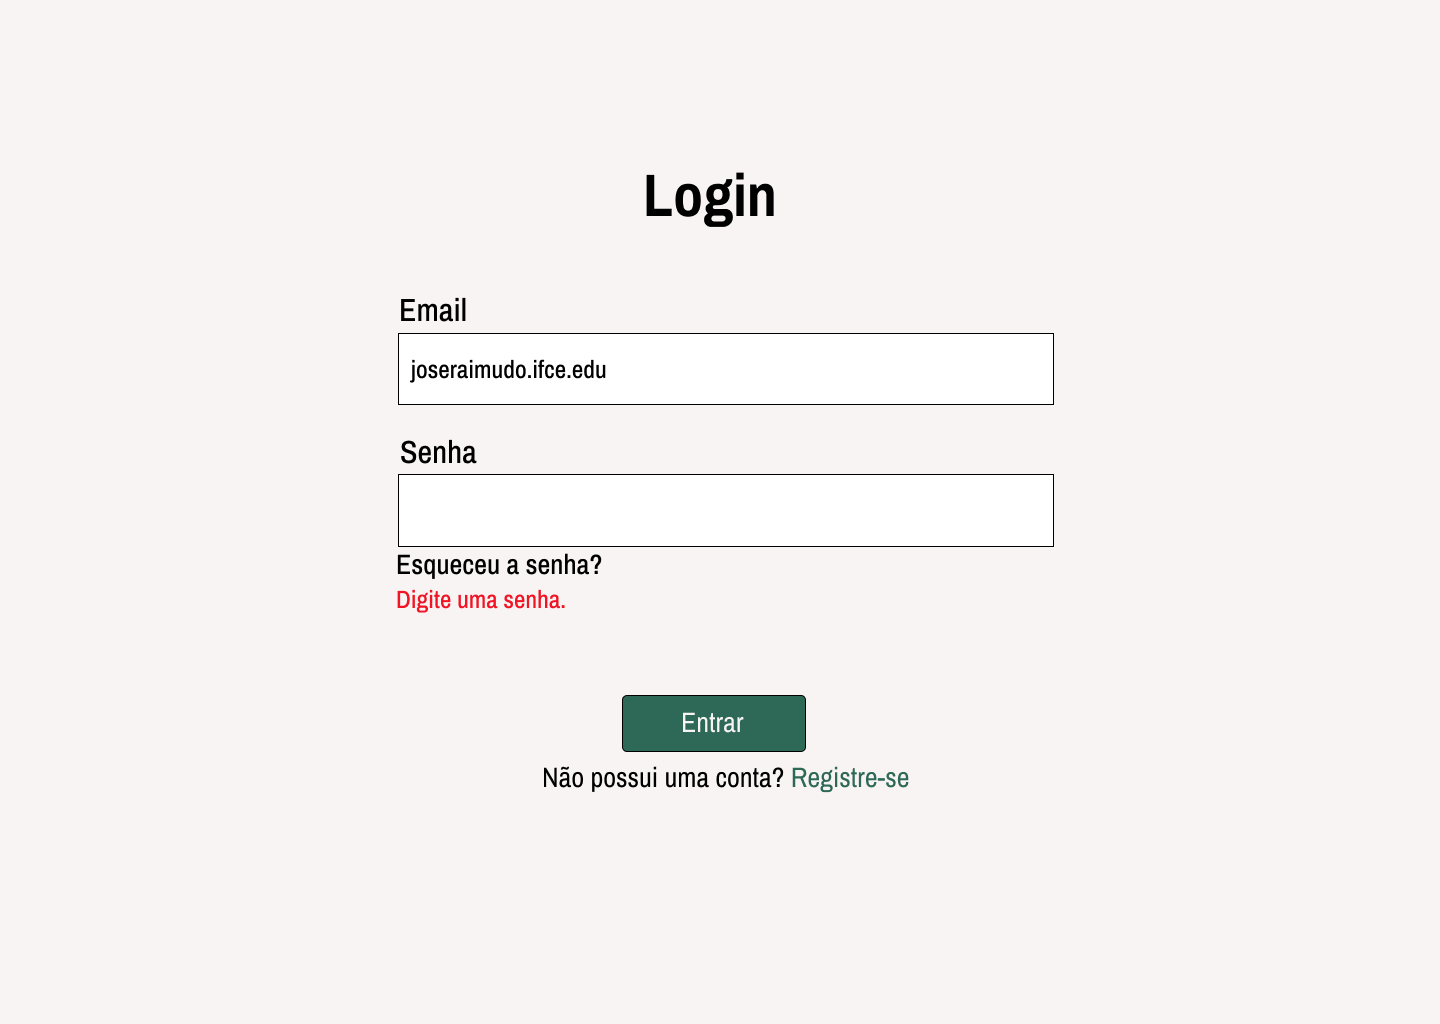 Login
Email
joseraimudo.ifce.edu
Senha
Esqueceu a senha?
Digite uma senha.
Entrar
Não possui uma conta? Registre-se